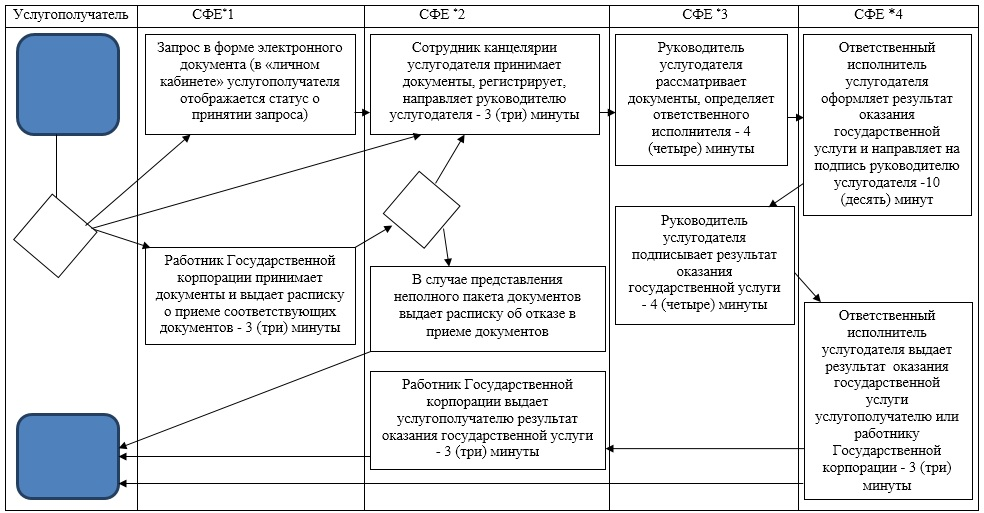 Услугополучатель
СФЕ*1
СФЕ *2
СФЕ *3
СФЕ *4
Запрос в форме электронного
документа (в «личном
кабинете» услугополучателя
отображается статус о
принятии запроса)
Сотрудник канцелярии
услугодателя принимает
документы, регистрирует,
направляет руководителю
услугодателя - 3 (три) минуты
Руководитель
услугодателя
рассматривает
документы, определяет
ответственного
исполнителя - 4
(четыре) минуты
Ответственный
исполнитель
услугодателя
оформляет результат
оказания
государственной
услуги и направляет на
подпись руководителю
услугодателя -10
(десять) минут
Работник Государственной
корпорации принимает
документы и выдает расписку
о приеме соответствующих
документов - 3 (три) минуты
В случае представления
неполного пакета документов
выдает расписку об отказе в
приеме документов
Руководитель
услугодателя
подписывает результат
оказания
государственной услуги
- 4 (четыре) минуты
Работник Государственной
корпорации выдает
услугополучателю результат
оказания государственной услуги
- 3 (три) минуты
Ответственный
исполнитель
услугодателя выдает
результат оказания
государственной
услуги
услугополучателю или
работнику
Государственной
корпорации - 3 (три)
минуты